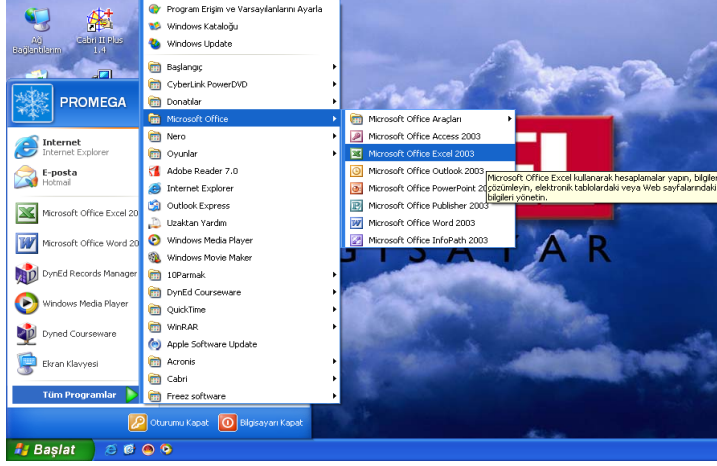 Ağ
Bağlantılarım
Cabri II Plus
1.4
PROMEGA
Internet
Internet Explorer
E-posta
Hotmail
Microsoft Office Excel 20
Microsoft Office Word 20
DynEd Records Manager
Windows Media Player
Dyned Courseware
Ekran Klavyesi
Tüm Programlar
Program Erişim ve Varsayılanlarını Ayarla
Windows Kataloğu
Windows Update
Başlangıç
CyberLink PowerDVD
Donatılar
Microsoft Office
Nero
Oyunlar
Adobe Reader 7.0
Internet Explorer
Outlook Express
Uzaktan Yardım
Windows Media Player
Windows Movie Maker
10Parmak
DynEd Courseware
QuickTime
WinRAR
Apple Software Update
Acronis
Cabri
Freez software
Microsoft Office Araçları
Microsoft Office Access 2003
Microsoft Office Excel 2003
Microsoft Office Outlook 2003
Microsoft Office PowerPoint 20
Microsoft Office Publisher 2003
Microsoft Office Word 2003
Microsoft Office InfoPath 2003
Microsoft Office Excel kullanarak hesaplamalar yapın, bilgiler
çözümleyin, elektronik tablolardaki veya Web sayfalarındaki
bilgileri yönetin.
Oturumu Kapat
Bilgisayarı Kapat
Başlat